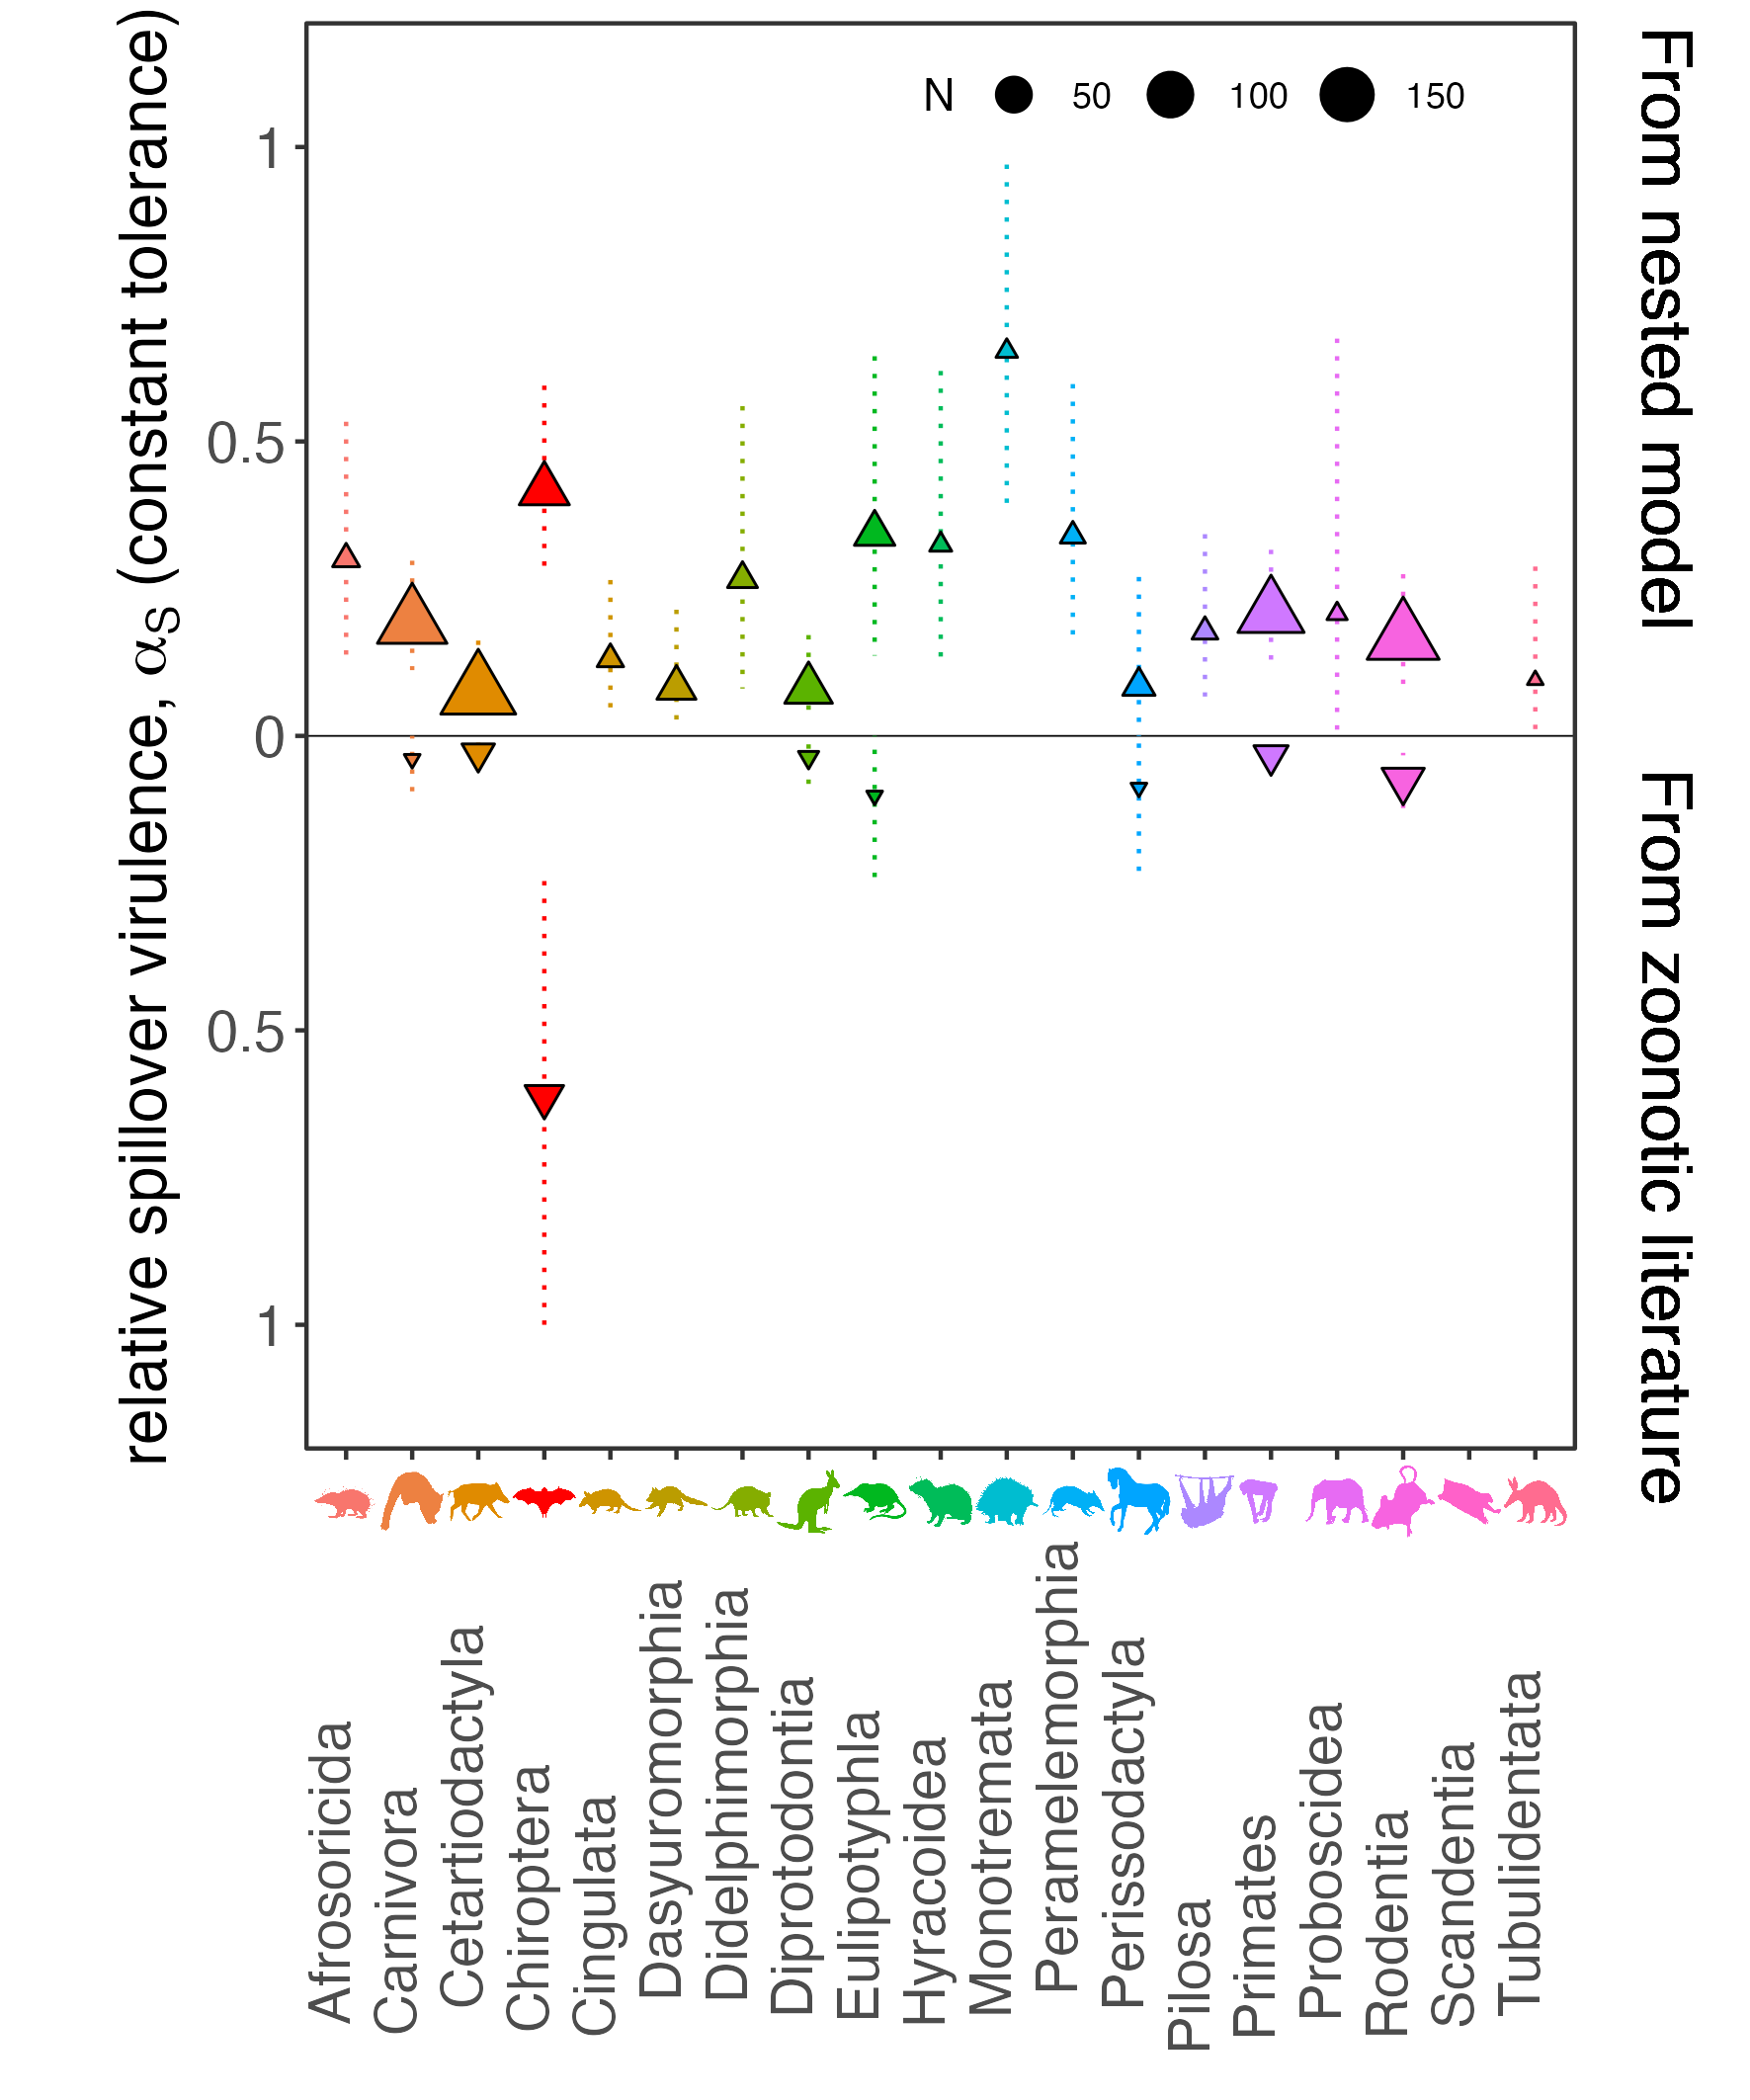 relative spillover virulence, αS (constant tolerance)
N 50 100 150
1
0.5
0
0.5
1
From nested model
From zoonotic literature
Afrosoricida
Carnivora
Cetartiodactyla
Chiroptera
Cingulata
Dasyuromorphia
Didelphimorphia
Diprotodontia
Eulipotyphla
Hyracoidea
Monotremata
Peramelemorphia
Perissodactyla
Pilosa
Primates
Proboscidea
Rodentia
Scandentia
Tubulidentata